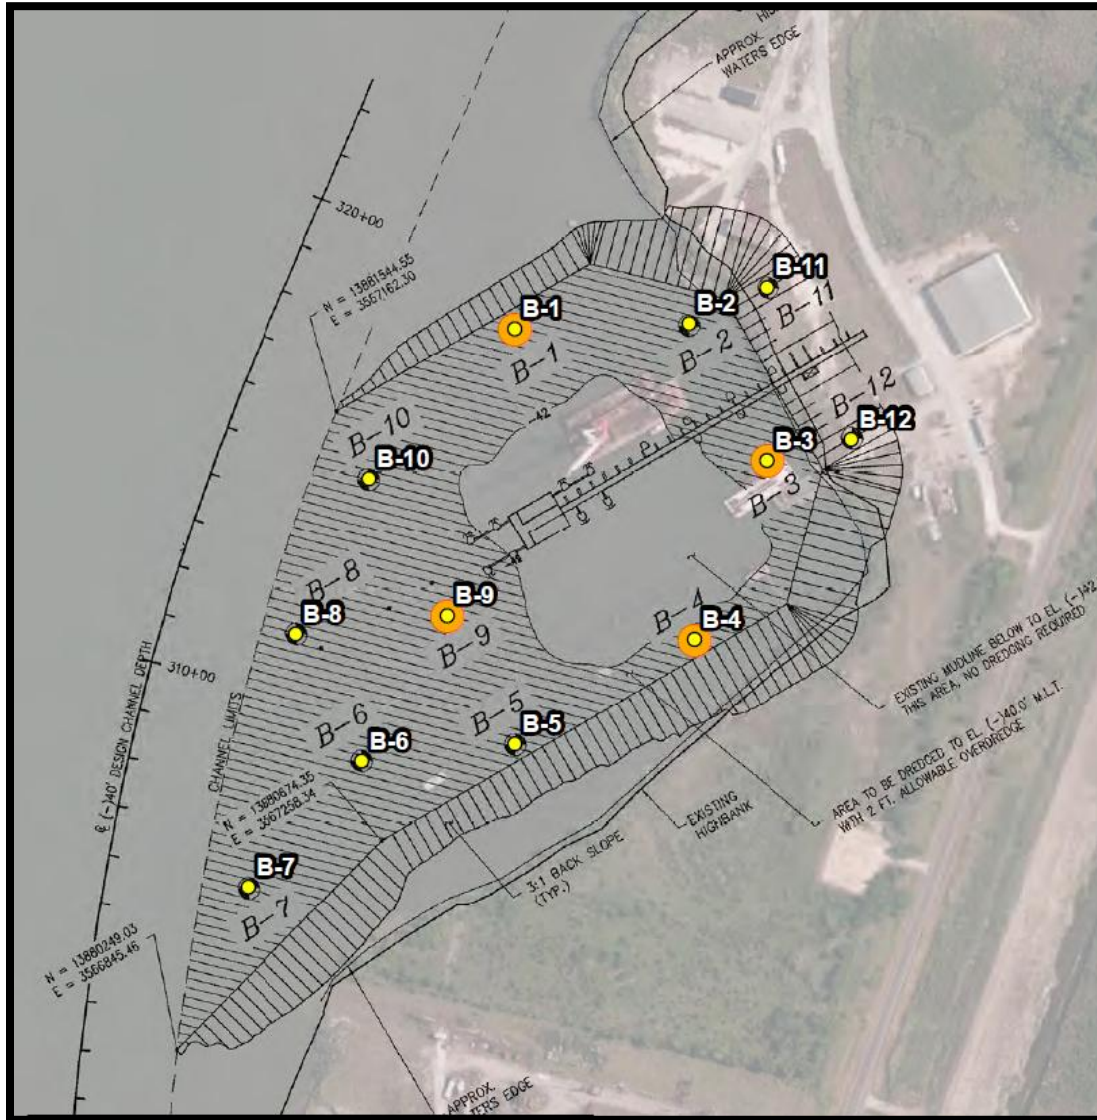 HIG
APPROX.
WATERS EDGE
320+00
N = 13881544.55
E = 3567162.30
B-11
B-11
B-2
B-2
B-1
B-1
B-12
B-12
-42
B-10
B-10
B-3
B-3
B-8
B-8
B-9
B-9
B-4
B-4
310+00
EXISTING MUDLINE BELOW TO EL. (-)42
THIS AREA, NO DREDGING REQUIRED
℄ (-)40' DESIGN CHANNEL DEPTH
CHANNEL LIMITS
B-5
B-5
B-6
B-6
AREA TO BE DREDGED TO EL. (-)40.0' M.L.T.
WITH 2 FT. ALLOWABLE OVERDREDGE
N = 13880674.35
E = 3567258.34
EXISTING
HIGHBANK
B-7
B-7
3:1 BACK SLOPE
(TYP.)
N = 13880249.03
E = 3566845.46
APPROX.
TERS EDGE